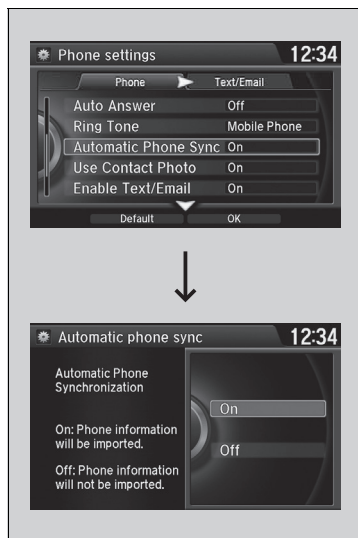 Phone settings 12:34
Phone Text/Email
Auto Answer Off
Ring Tone Mobile Phone
Automatic Phone Sync On
Use Contact Photo On
Enable Text/Email On
Default OK
Automatic phone sync 12:34
Automatic Phone
Synchronization
On: Phone information
will be imported.
Off: Phone information
will not be imported.
On
Off